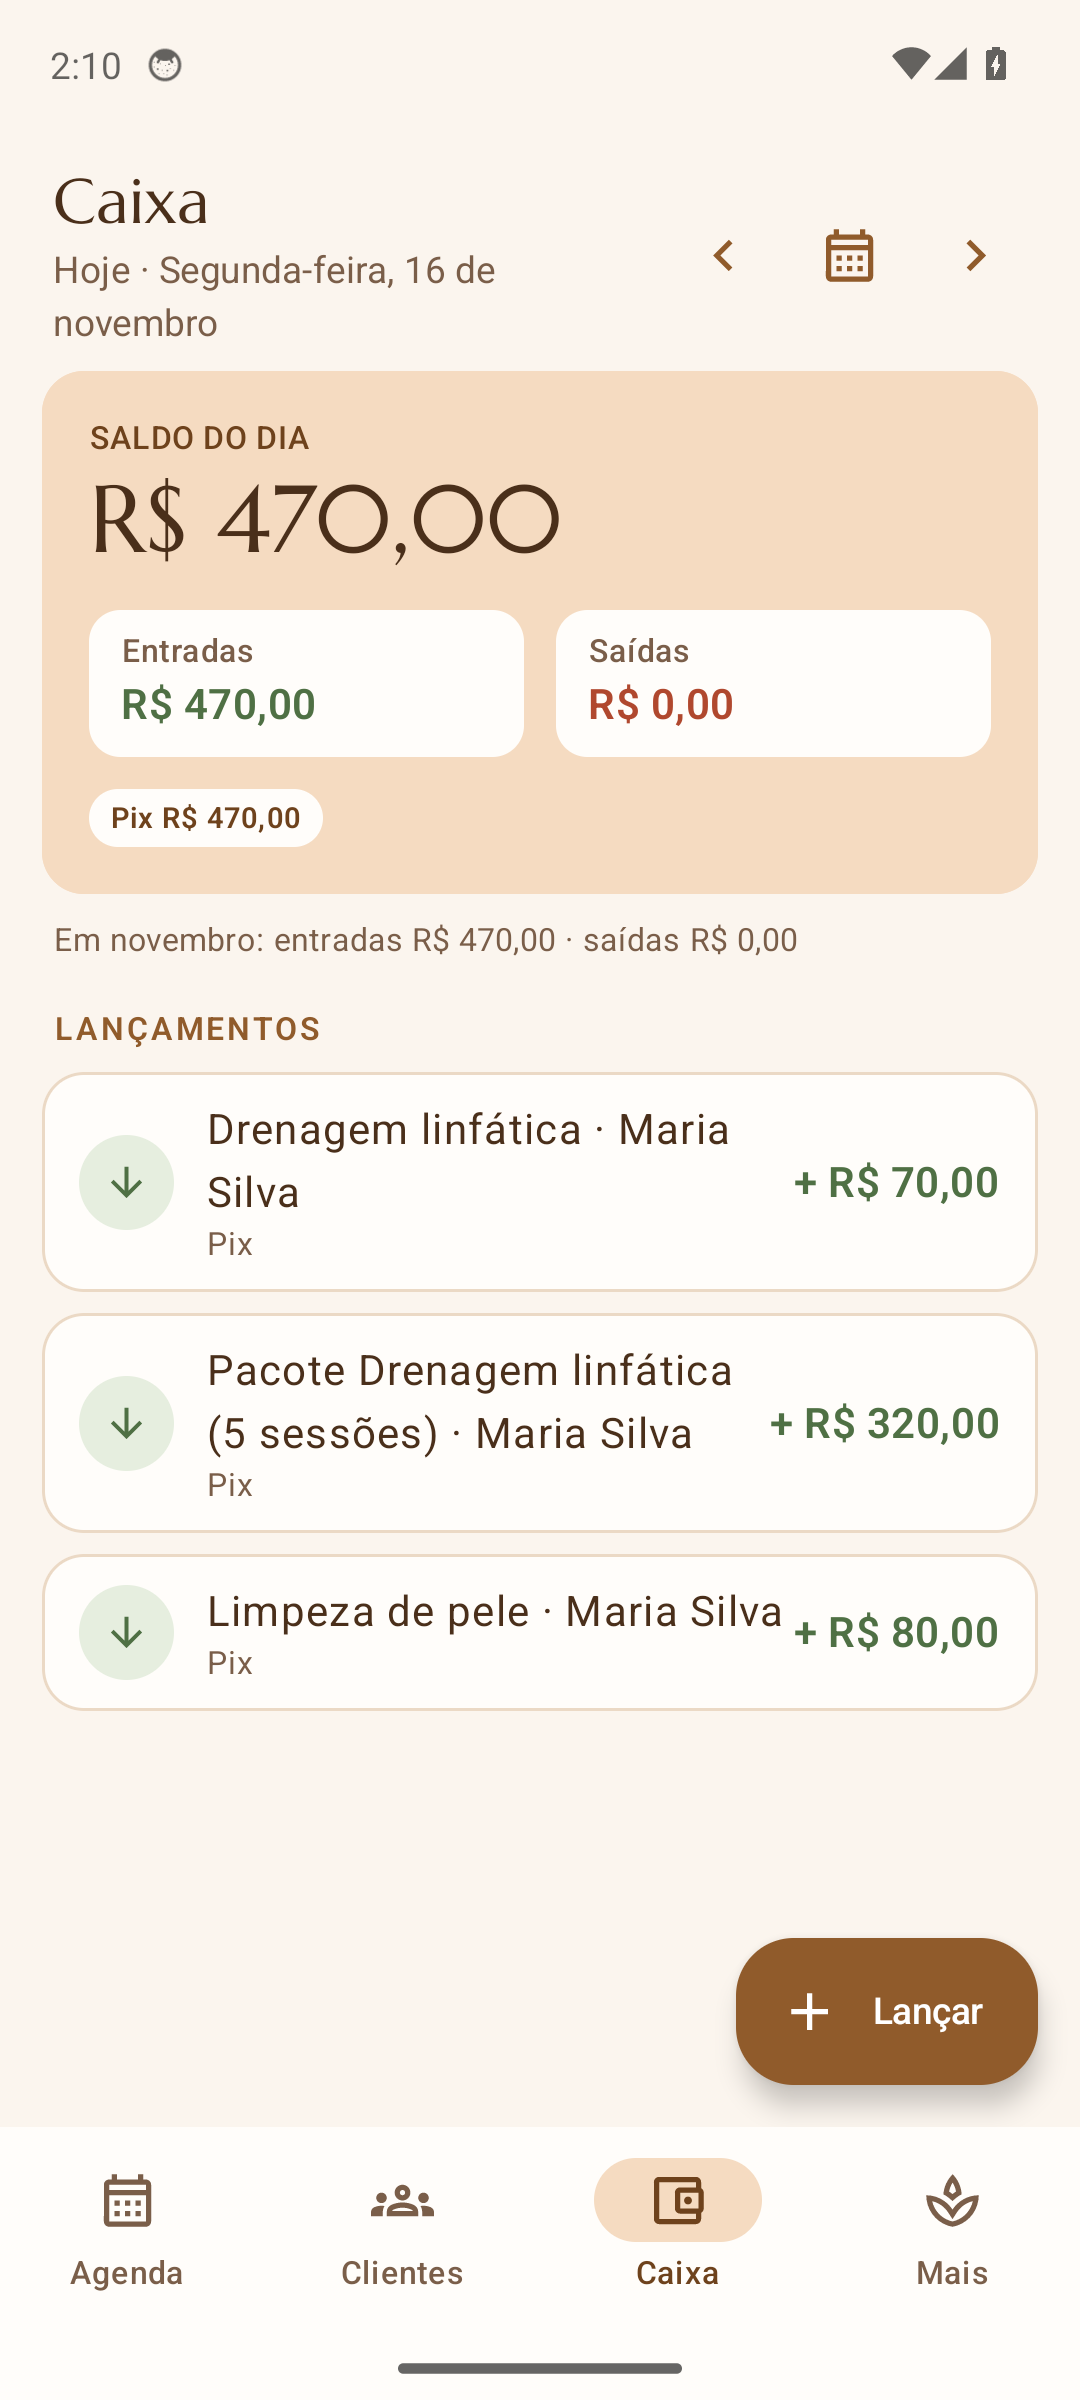 2:10
Caixa
Hoje · Segunda-feira, 16 de
novembro
SALDO DO DIA
R$ 470,00
Entradas
R$ 470,00
Saídas
R$ 0,00
Pix R$ 470,00
Em novembro: entradas R$ 470,00 · saídas R$ 0,00
LANÇAMENTOS
Drenagem linfática · Maria
Silva
Pix
+ R$ 70,00
Pacote Drenagem linfática
(5 sessões) · Maria Silva
Pix
+ R$ 320,00
Limpeza de pele · Maria Silva
Pix
+ R$ 80,00
Lançar
Agenda
Clientes
Caixa
Mais